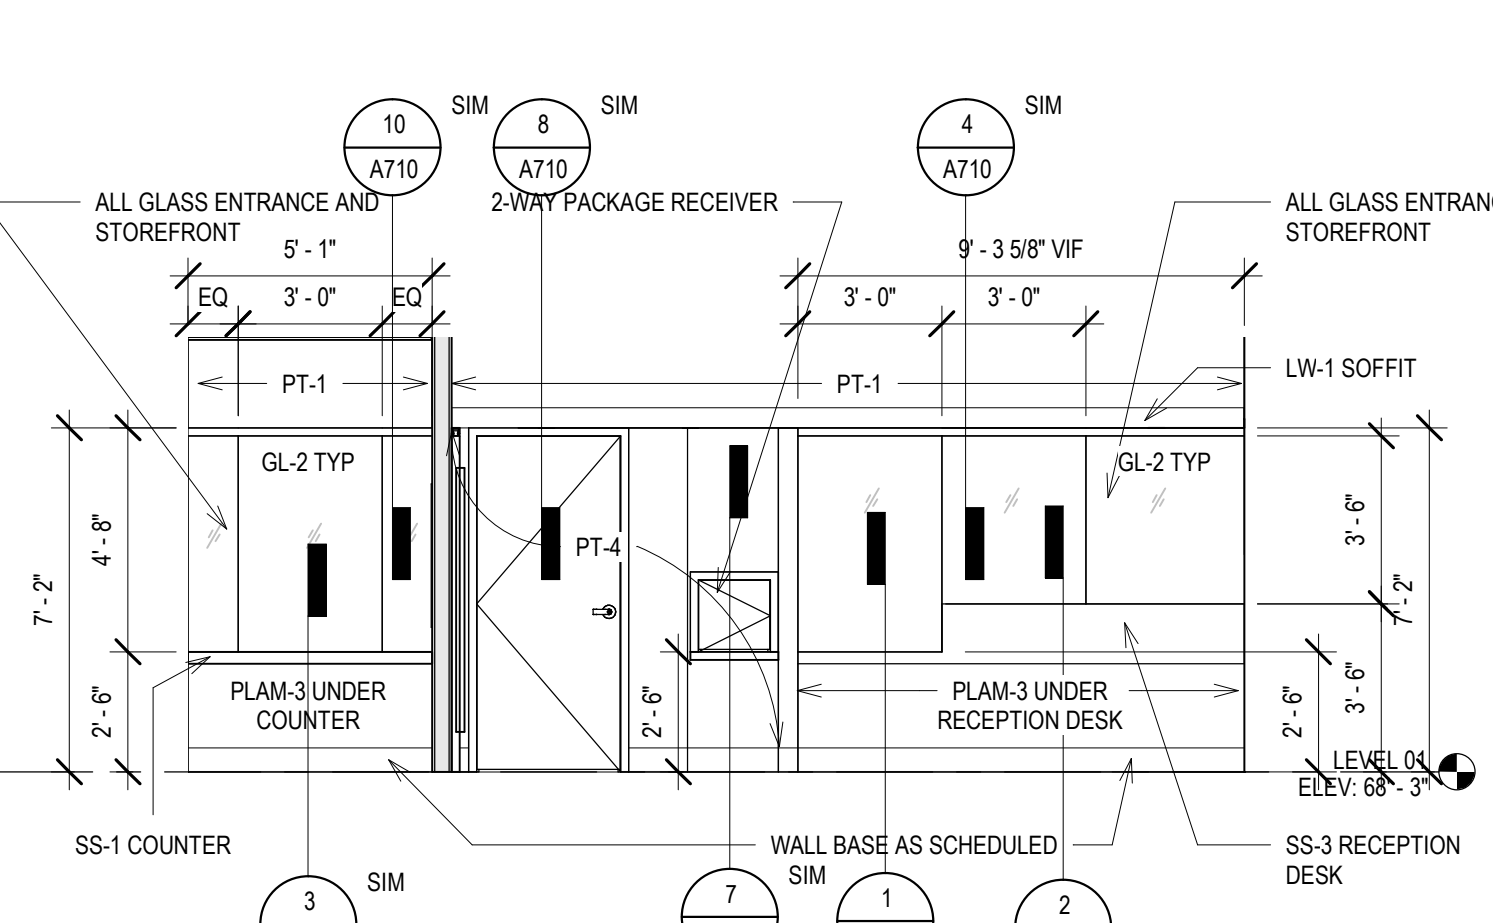 SIM
SIM
SIM
10
8
4
A710
A710
A710
ALL GLASS ENTRANCE AND
STOREFRONT
2-WAY PACKAGE RECEIVER
ALL GLASS ENTRAN
STOREFRONT
5' - 1"
9' - 3 5/8" VIF
EQ
3' - 0"
EQ
3' - 0"
3' - 0"
PT-1
PT-1
LW-1 SOFFIT
GL-2 TYP
GL-2 TYP
4' - 8"
3' - 6"
PT-4
7' - 2"
7' - 2"
PLAM-3 UNDER
COUNTER
PLAM-3 UNDER
RECEPTION DESK
2' - 6"
2' - 6"
2' - 6"
3' - 6"
LEVEL 01
ELEV: 68' - 3"
SS-1 COUNTER
WALL BASE AS SCHEDULED
SS-3 RECEPTION
DESK
SIM
SIM
3
7
1
2